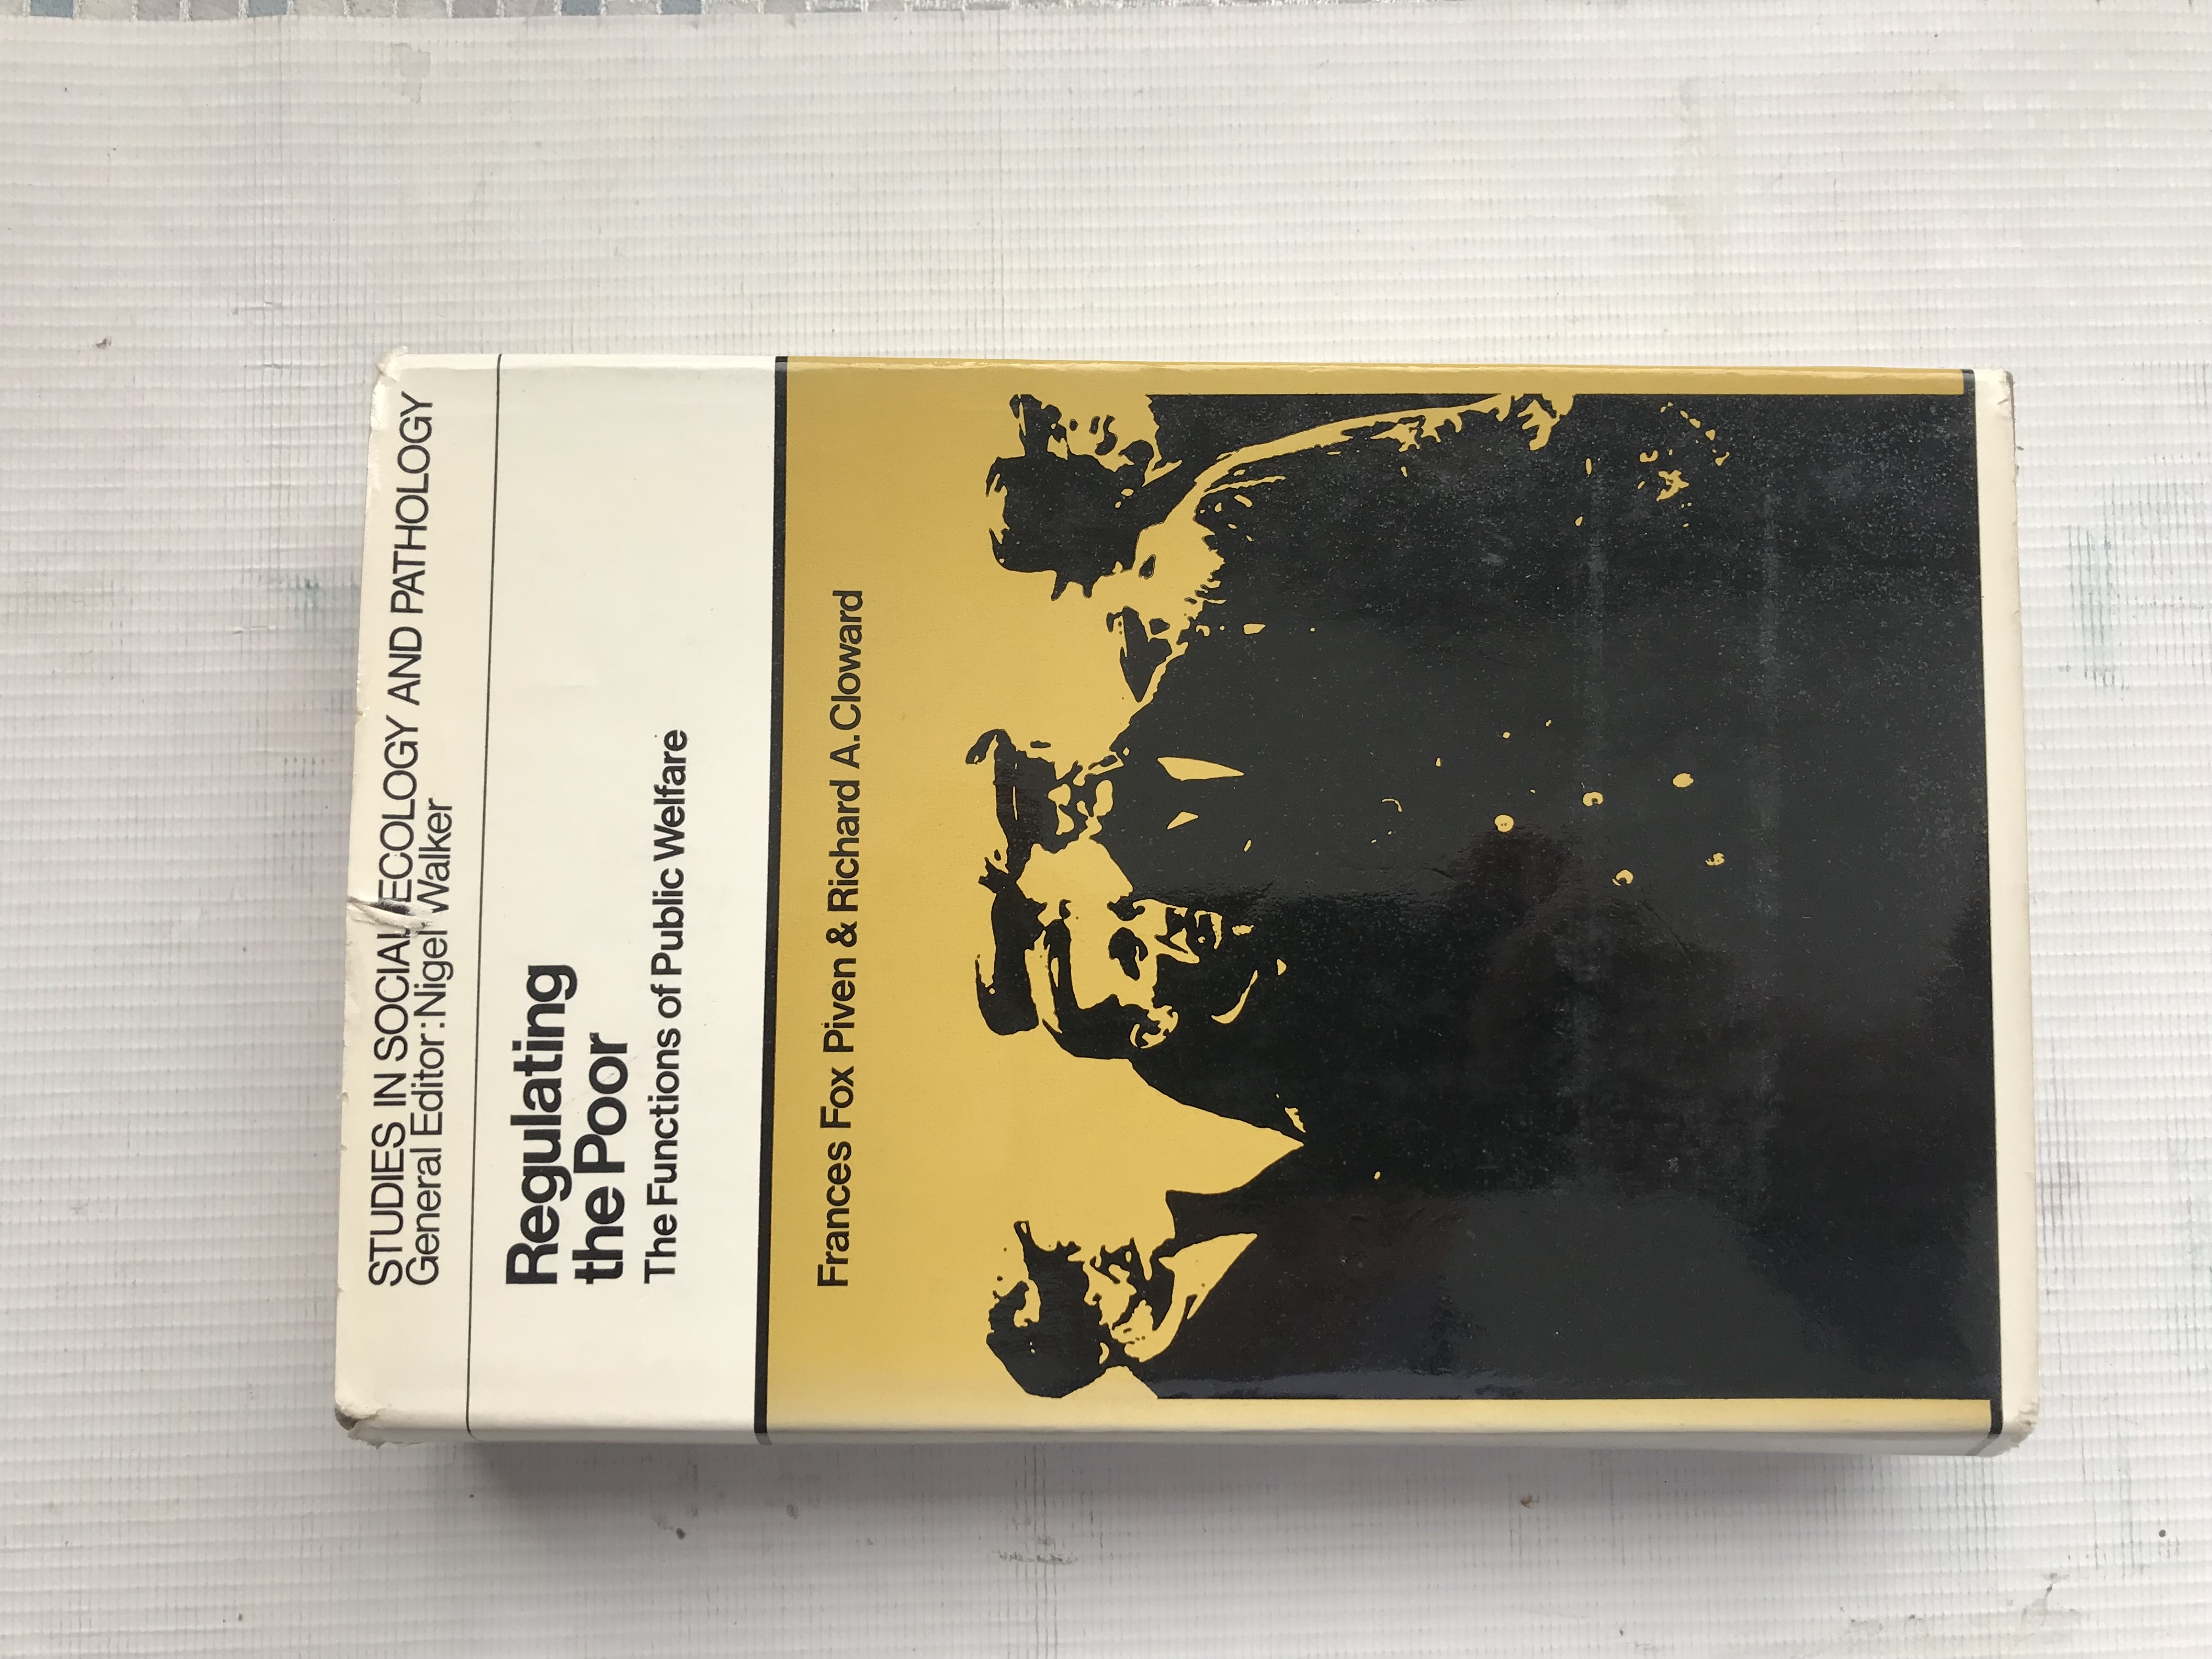 STUDIES IN SOCIAL ECOLOGY AND PATHOLOGY
General Editor: Nigel Walker
Regulating
the Poor
The Functions of Public Welfare
Frances Fox Piven & Richard A. Cloward